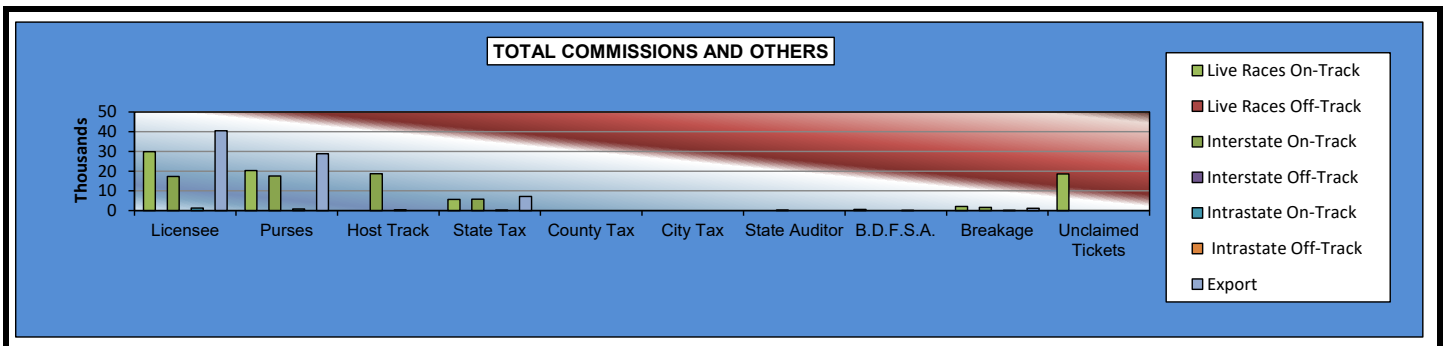 TOTAL COMMISSIONS AND OTHERS
Thousands
50
40
30
20
10
0
Licensee Purses Host Track State Tax County Tax City Tax State Auditor B.D.F.S.A. Breakage Unclaimed
Tickets
Live Races On-Track
Live Races Off-Track
Interstate On-Track
Interstate Off-Track
Intrastate On-Track
Intrastate Off-Track
Export